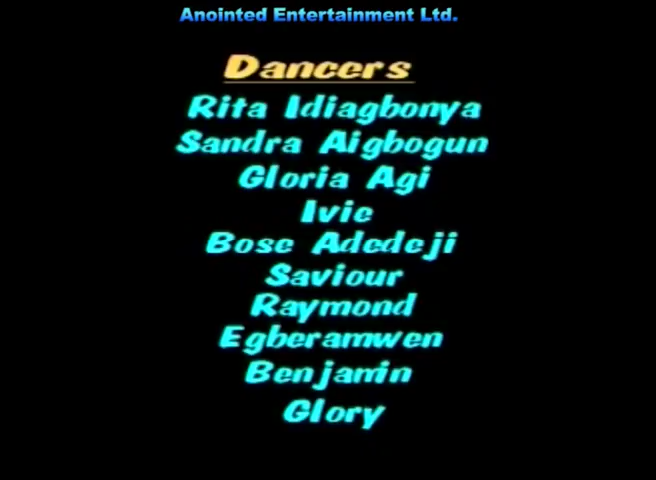 Anointed Entertainment Ltd.
Dancers
Rita Idiagbonya
Sandra Aigbogun
Gloria Agi
Ivie
Bose Adedeji
Saviour
Raymond
Egberamwen
Benjamin
Glory